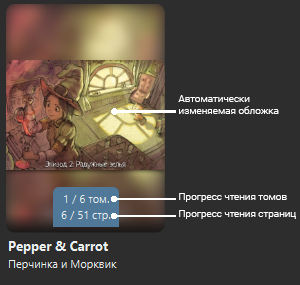 Автоматически
изменяемая обложка
Эпизод 2: Радужные зелья
1 / 6 том.
Прогресс чтения томов
6 / 51 стр.
Прогресс чтения страниц
Pepper & Carrot
Перчинка и Морквик